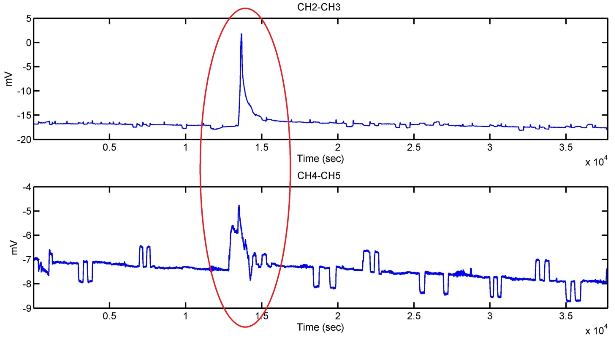 CH2-CH3
5
0
-5
-10
-15
-20
mV
0.5 1 1.5 2 2.5 3 3.5
Time (sec)
x 10^4
CH4-CH5
-4
-5
-6
-7
-8
-9
mV
0 0.5 1 1.5 2 2.5 3 3.5
Time (sec)
x 10^4